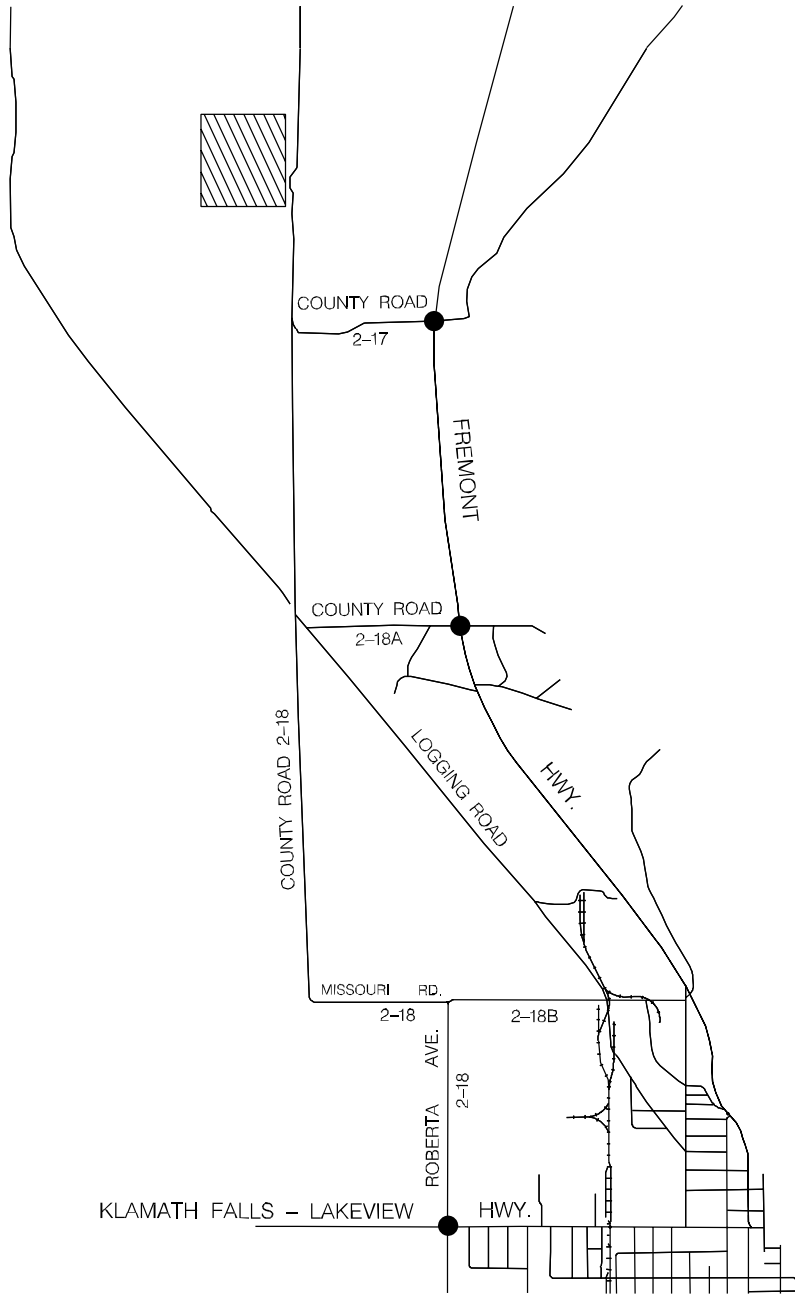 COUNTY ROAD
2-17
FREMONT
COUNTY ROAD
2-18A
COUNTY ROAD 2-18
LOGGING ROAD
HWY.
MISSOURI RD.
2-18
2-18B
ROBERTA AVE.
2-18
KLAMATH FALLS - LAKEVIEW HWY.